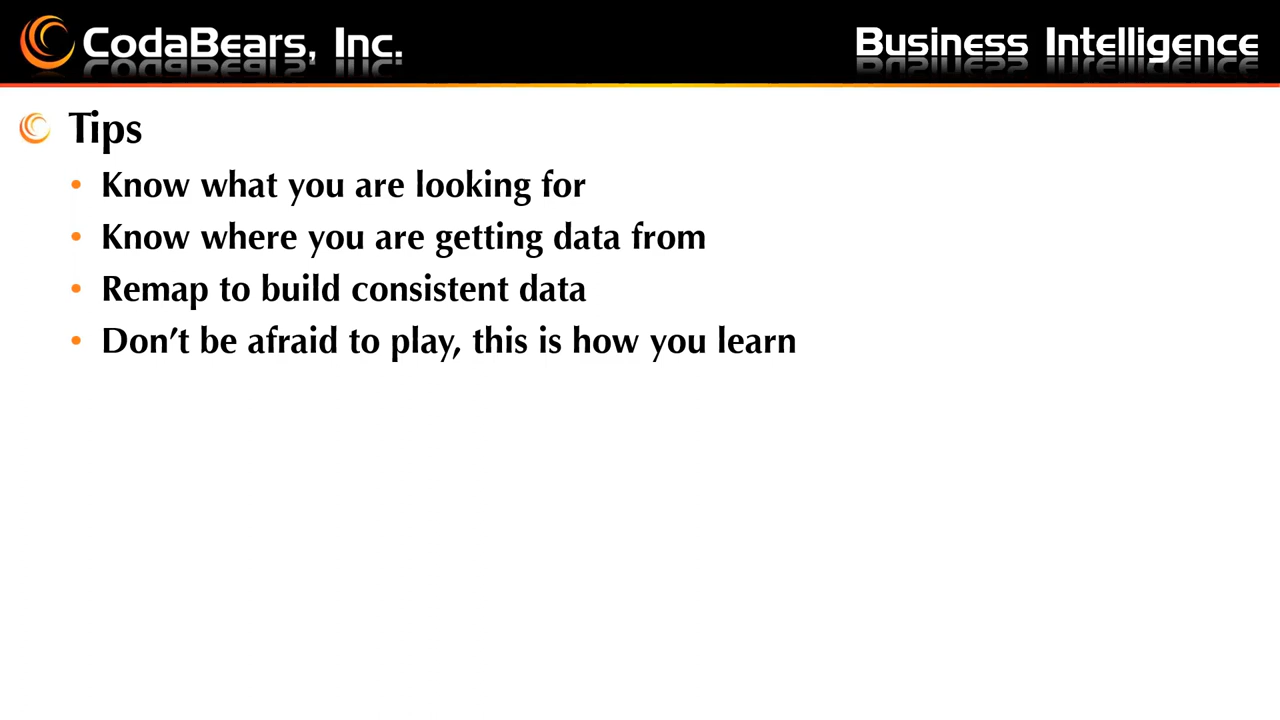 CodaBears, Inc.
Business Intelligence
Tips
• Know what you are looking for
• Know where you are getting data from
• Remap to build consistent data
• Don’t be afraid to play, this is how you learn